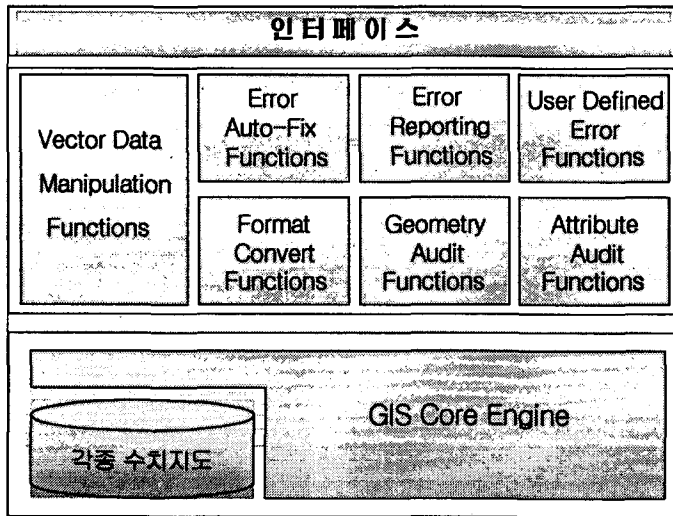 인터페이스
Vector Data
Manipulation
Functions
Error
Auto-Fix
Functions
Error
Reporting
Functions
User Defined
Error
Functions
Format
Convert
Functions
Geometry
Audit
Functions
Attribute
Audit
Functions
GIS Core Engine
각종 수치지도